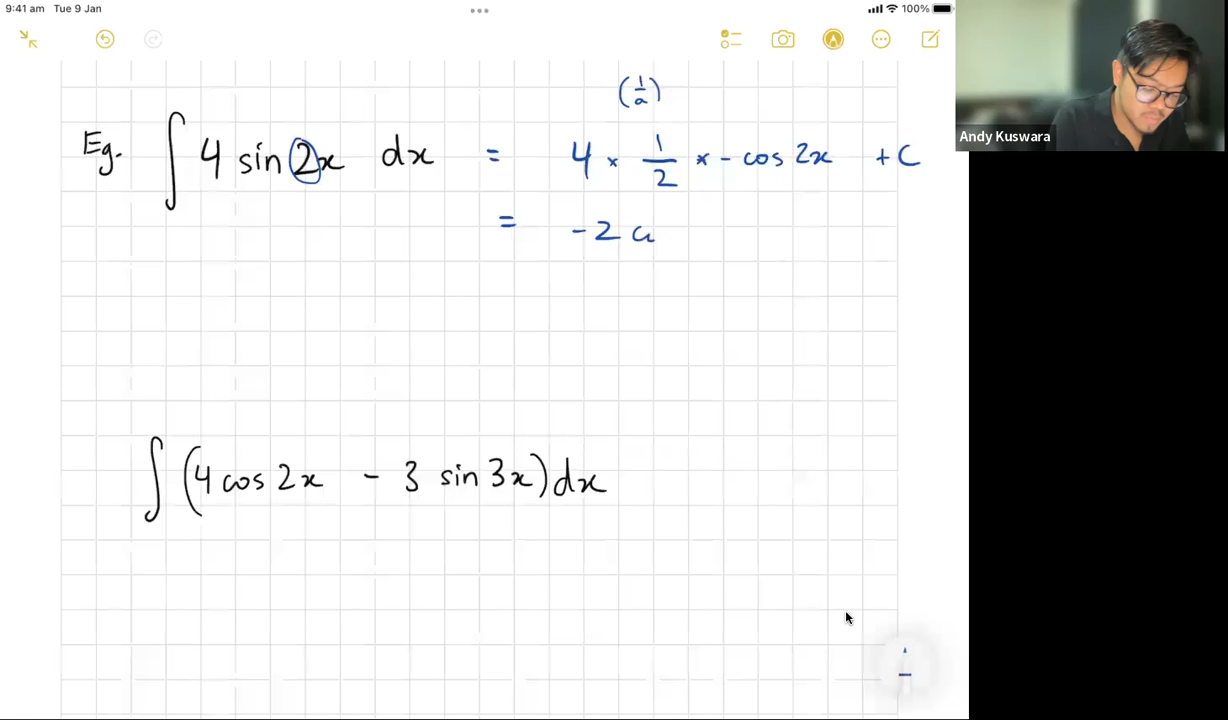 9:41 am Tue 9 Jan
100%
Andy Kuswara
(1/a)
Eg. ∫ 4 sin 2x dx = 4 × 1/2 × - cos 2x + C
= -2 c
∫ (4 cos 2x - 3 sin 3x) dx